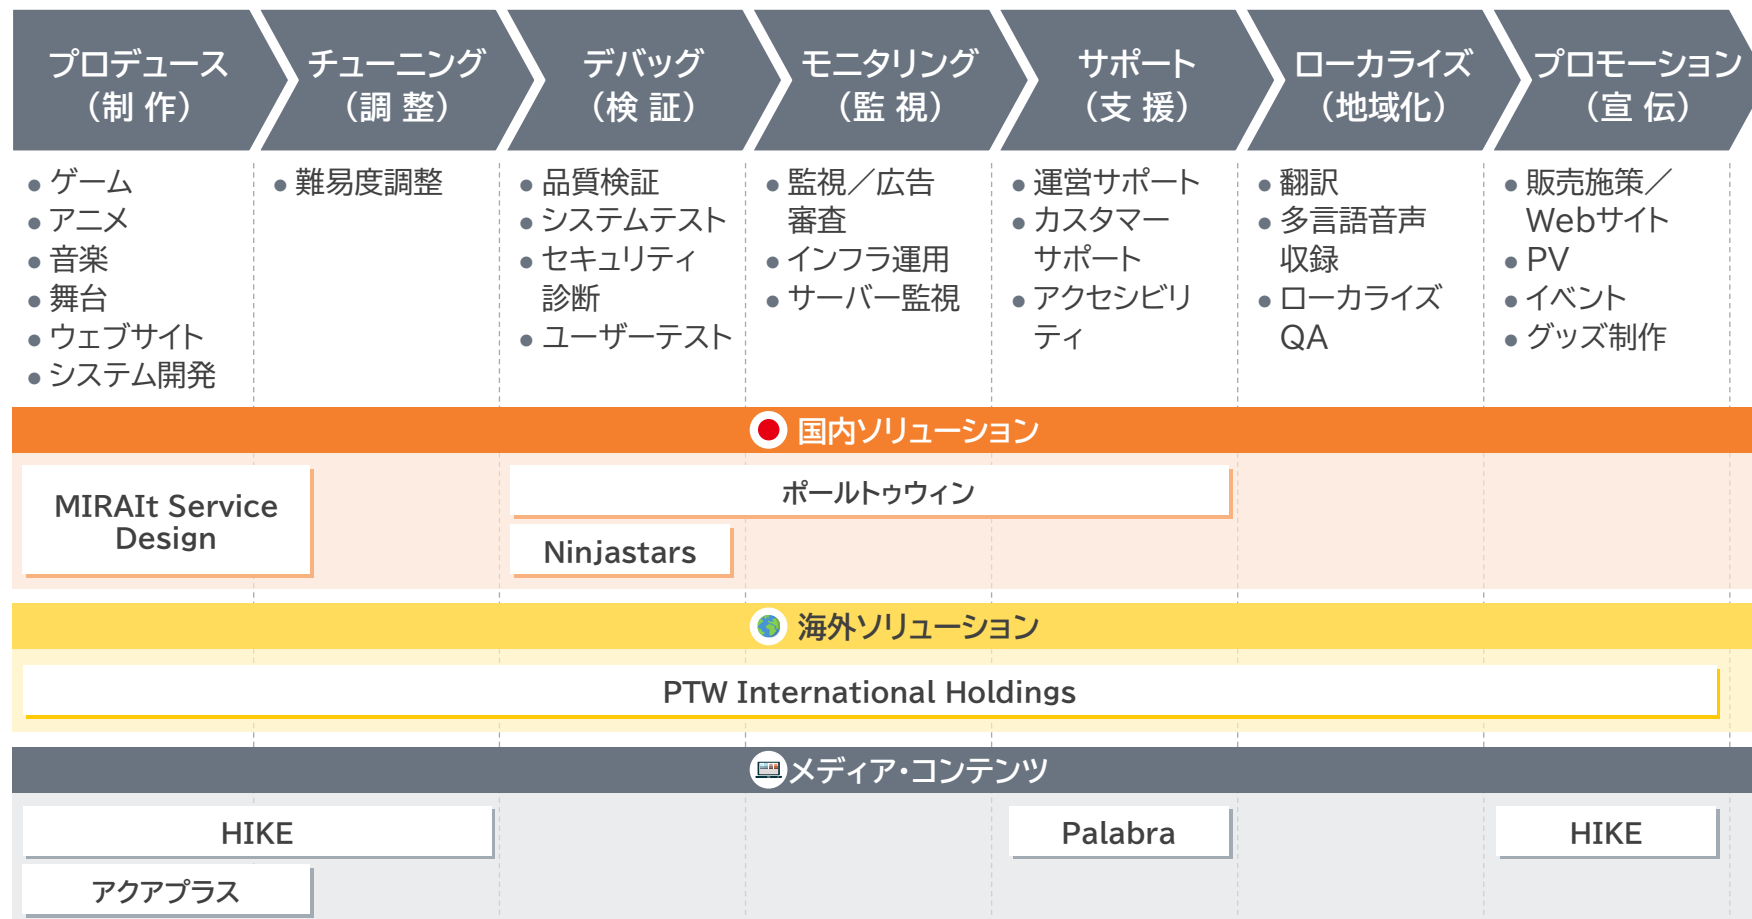 プロデュース
（制 作）
チューニング
（調 整）
デバッグ
（検 証）
モニタリング
（監 視）
サポート
（支 援）
ローカライズ
（地域化）
プロモーション
（宣 伝）
● ゲーム
● アニメ
● 音楽
● 舞台
● ウェブサイト
● システム開発
● 難易度調整
● 品質検証
● システムテスト
● セキュリティ
診断
● ユーザーテスト
● 監視／広告
審査
● インフラ運用
● サーバー監視
● 運営サポート
● カスタマー
サポート
● アクセシビリ
ティ
● 翻訳
● 多言語音声
収録
● ローカライズ
QA
● 販売施策／
Webサイト
● PV
● イベント
● グッズ制作
国内ソリューション
MIRAIt Service
Design
ポールトゥウィン
Ninjastars
海外ソリューション
PTW International Holdings
メディア・コンテンツ
HIKE
Palabra
HIKE
アクアプラス